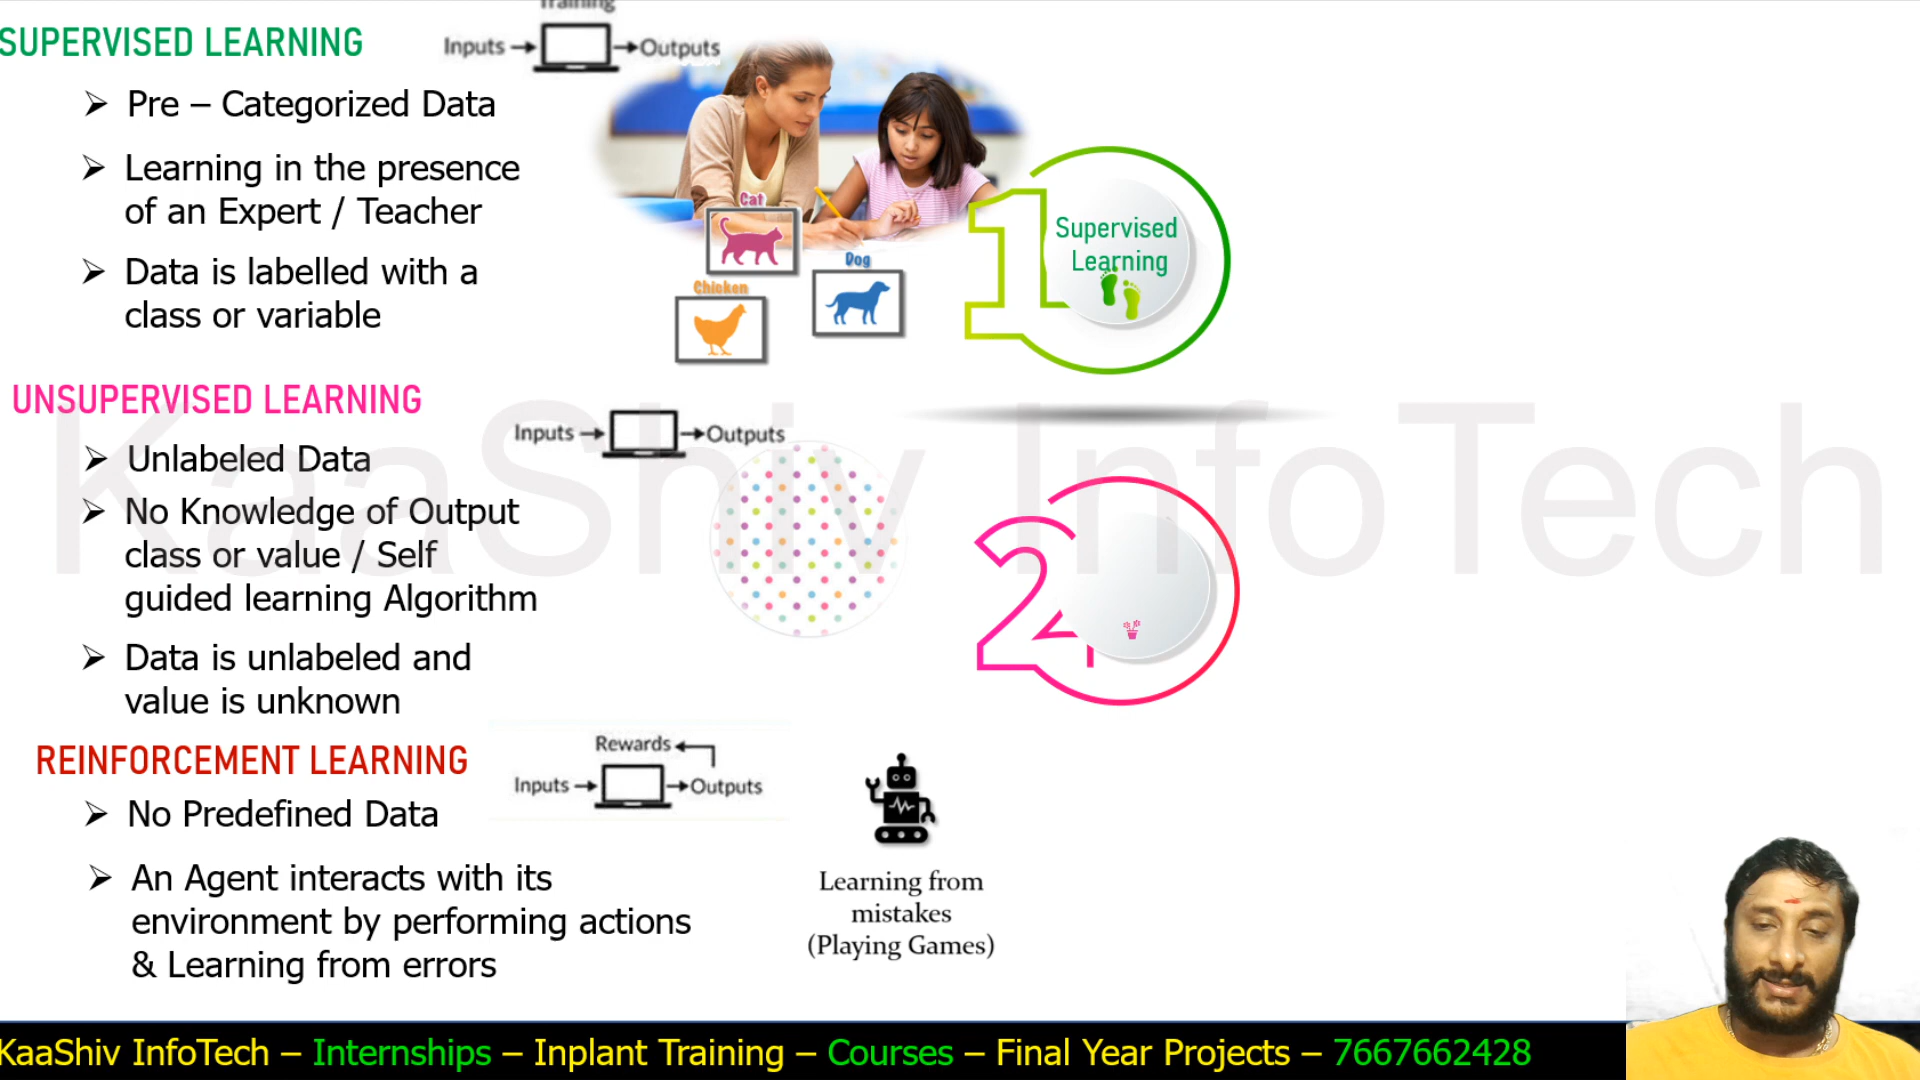 SUPERVISED LEARNING
Training
Inputs
Outputs
➢ Pre – Categorized Data
➢ Learning in the presence
of an Expert / Teacher
➢ Data is labelled with a
class or variable
Cat
Dog
Chicken
1
Supervised
Learning
UNSUPERVISED LEARNING
Inputs
Outputs
➢ Unlabeled Data
➢ No Knowledge of Output
class or value / Self
guided learning Algorithm
➢ Data is unlabeled and
value is unknown
2
KaaShiv InfoTech
REINFORCEMENT LEARNING
Rewards
Inputs
Outputs
➢ No Predefined Data
➢ An Agent interacts with its
environment by performing actions
& Learning from errors
Learning from
mistakes
(Playing Games)
KaaShiv InfoTech – Internships – Inplant Training – Courses – Final Year Projects – 7667662428